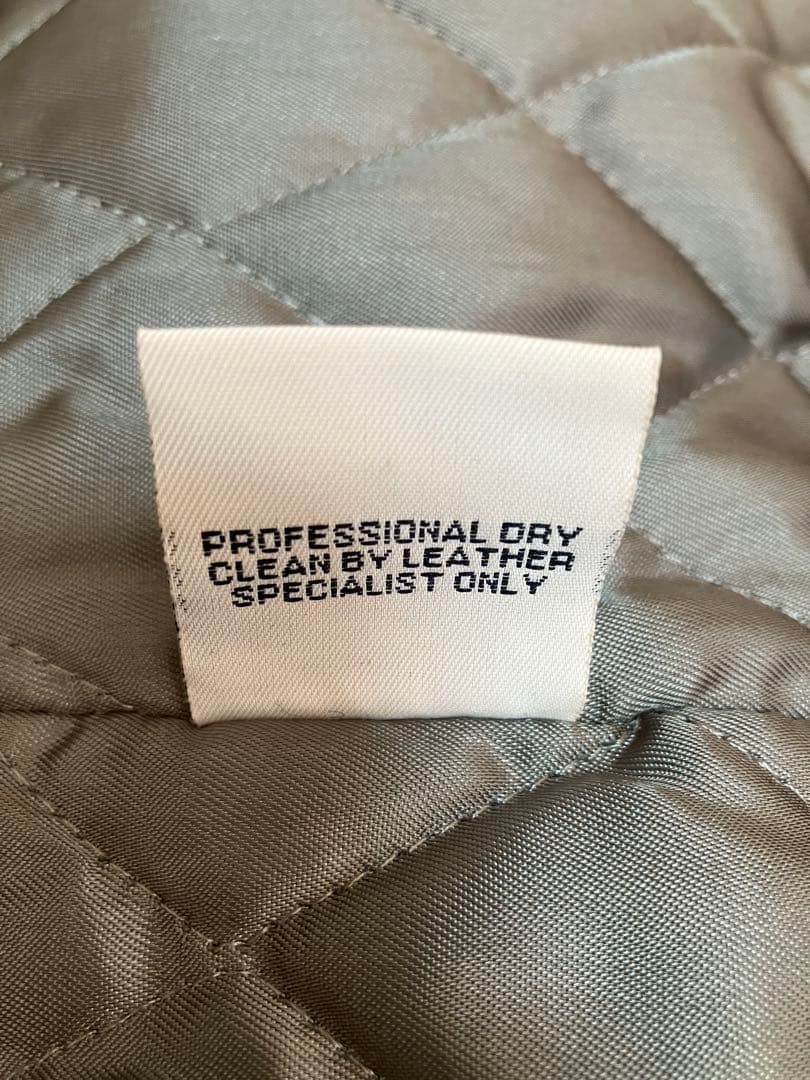 PROFESSIONAL DRY
CLEAN BY LEATHER
SPECIALIST ONLY